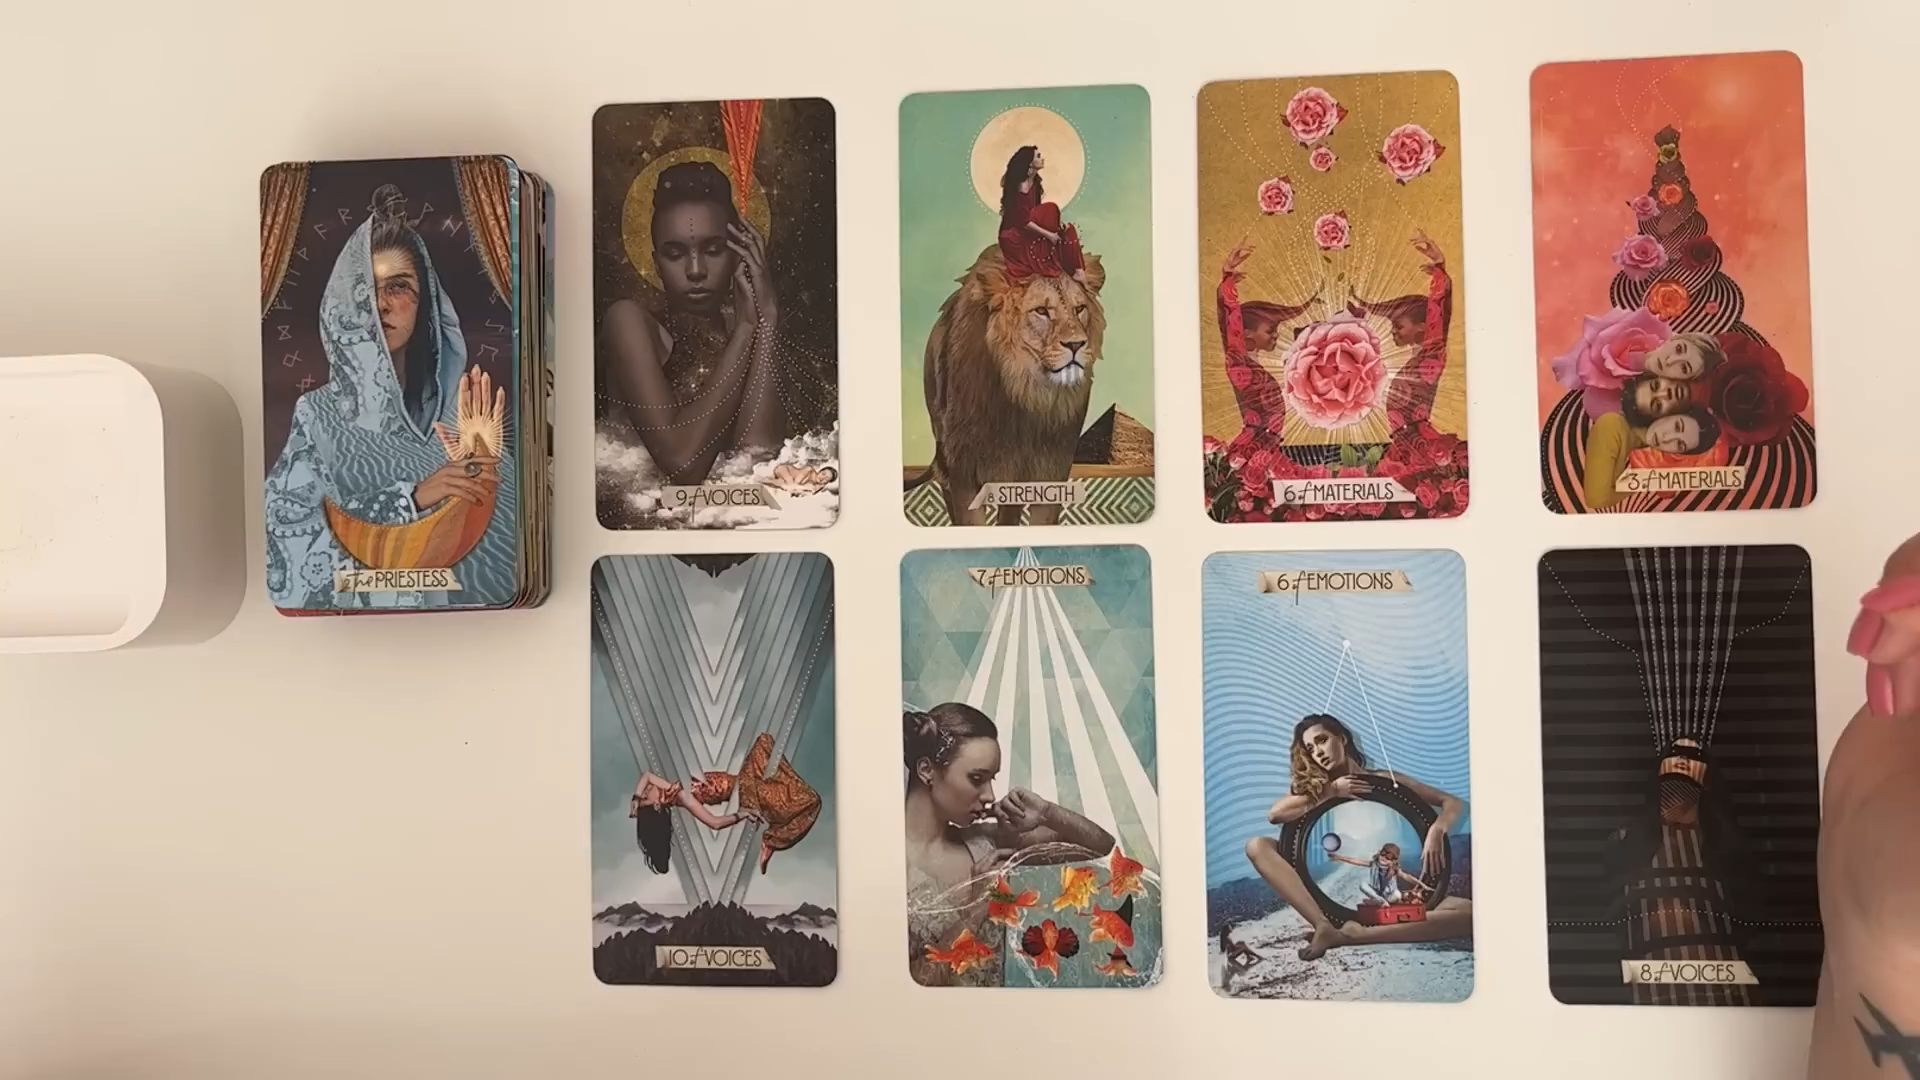 2 the PRIESTESS
9 of VOICES
8 STRENGTH
6 of MATERIALS
3 of MATERIALS
10 of VOICES
7 of EMOTIONS
6 of EMOTIONS
8 of VOICES